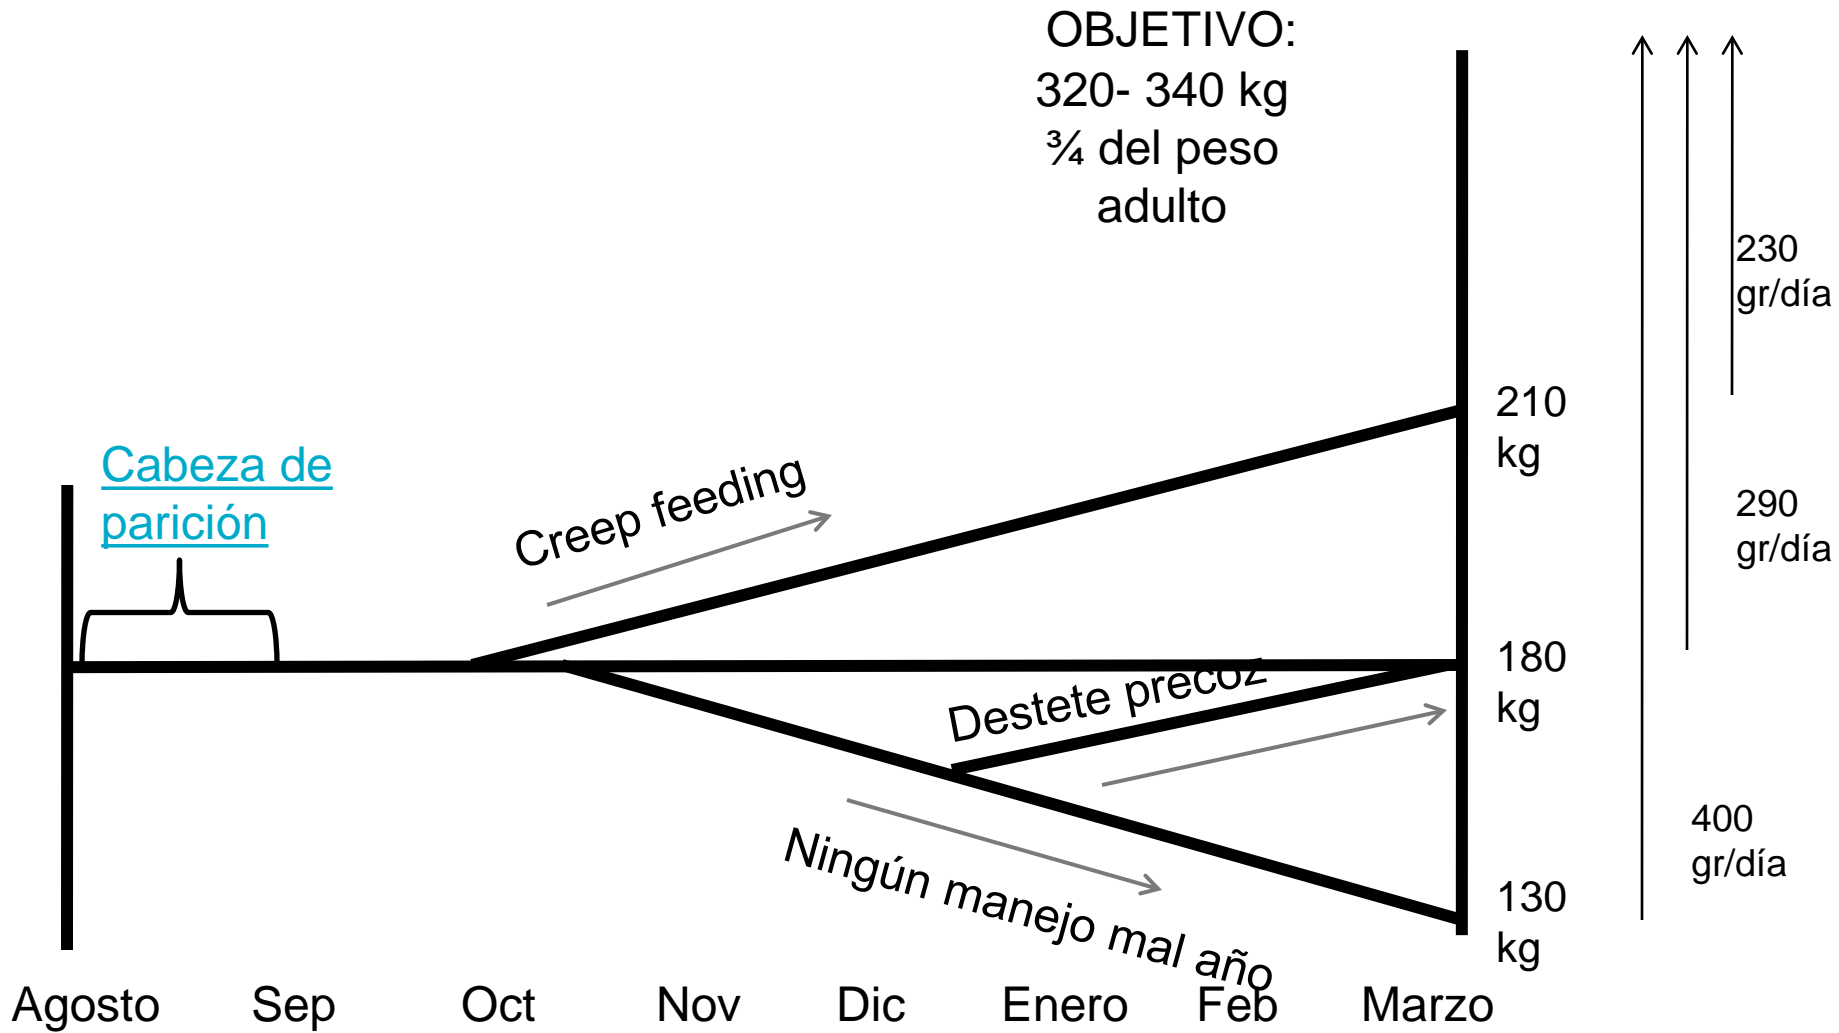 OBJETIVO:
320- 340 kg
¾ del peso
adulto
230
gr/día
210
kg
Cabeza de
parición
Creep feeding
290
gr/día
180
kg
Destete precoz
400
gr/día
Ningún manejo mal año
130
kg
Agosto Sep Oct Nov Dic Enero Feb Marzo